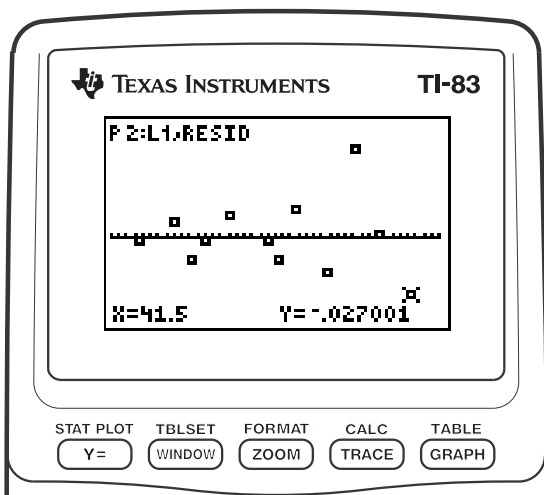 TEXAS INSTRUMENTS TI-83
P2:L1,RESID
X=41.5 Y=-.027001
STAT PLOT TBLSET FORMAT CALC TABLE
Y= WINDOW ZOOM TRACE GRAPH